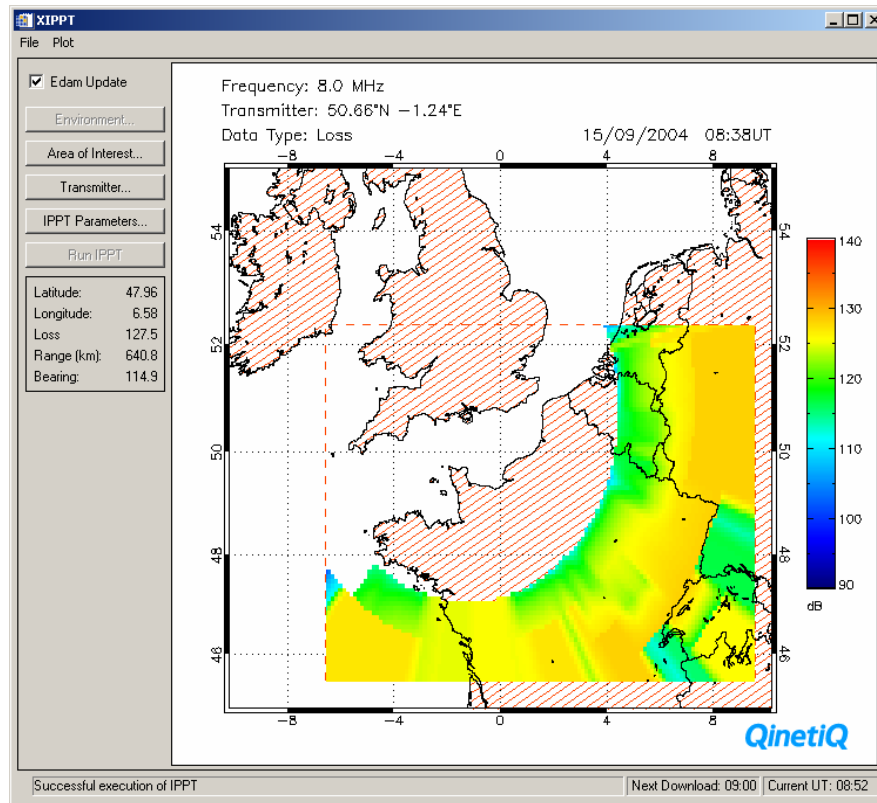 XIPPT
File Plot
Edam Update
Environment...
Area of Interest...
Transmitter...
IPPT Parameters...
Run IPPT
Latitude: 47.96
Longitude: 6.58
Loss 127.5
Range (km): 640.8
Bearing: 114.9
Frequency: 8.0 MHz
Transmitter: 50.66°N −1.24°E
Data Type: Loss 15/09/2004 08:38UT
−8 −4 0 4 8
54 54
52 52
50 50
48 48
46 46
−8 −4 0 4 8
140
130
120
110
100
90
dB
QinetiQ
Successful execution of IPPT
Next Download: 09:00
Current UT: 08:52